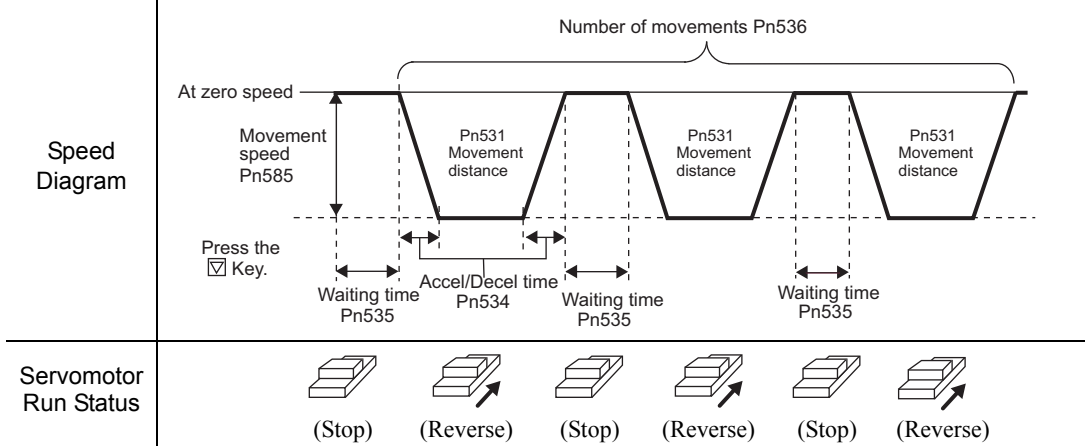 Number of movements Pn536
At zero speed
Speed
Diagram
Movement
speed
Pn585
Pn531
Movement
distance
Pn531
Movement
distance
Pn531
Movement
distance
Press the
▽ Key.
Accel/Decel time
Pn534
Waiting time
Pn535
Waiting time
Pn535
Waiting time
Pn535
Servomotor
Run Status
(Stop) (Reverse) (Stop) (Reverse) (Stop) (Reverse)